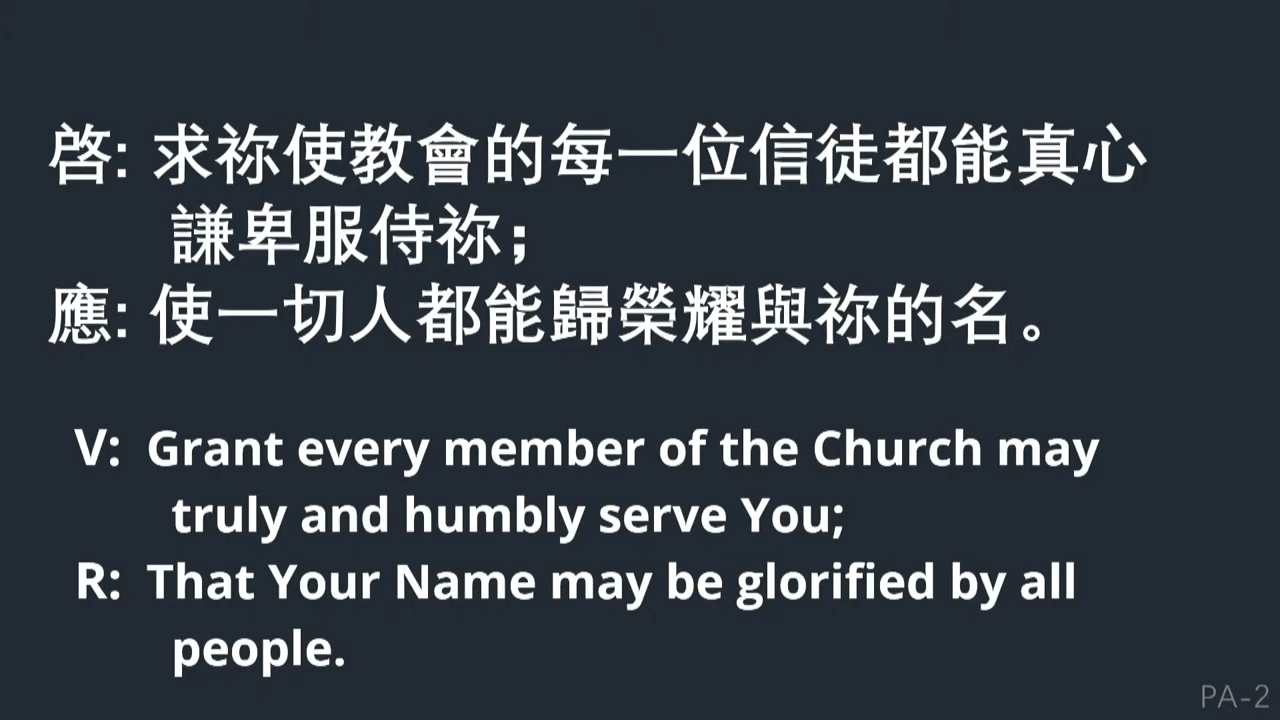 啓: 求祢使教會的每一位信徒都能真心
謙卑服侍祢；
應: 使一切人都能歸榮耀與祢的名。
V: Grant every member of the Church may
truly and humbly serve You;
R: That Your Name may be glorified by all
people.
PA-2